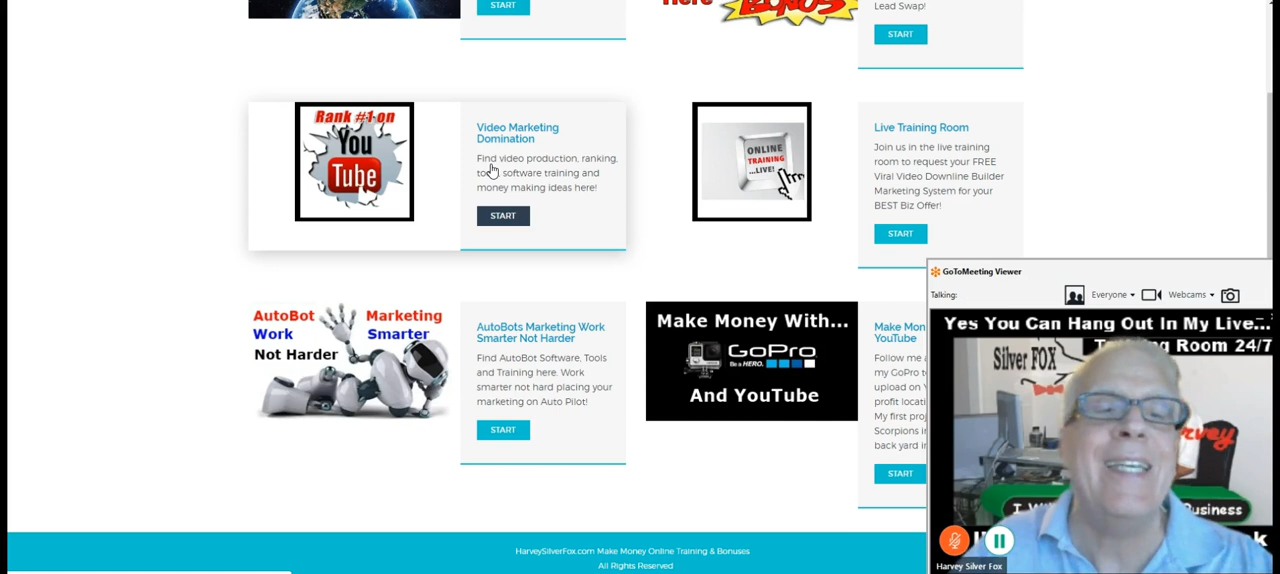 START
Here
BONUS
Lead Swap!
START
Rank #1 on
You
Tube
Video Marketing
Domination
Find video production, ranking,
software training and
money making ideas here!
START
ONLINE
TRAINING
...LIVE!
Live Training Room
Join us in the live training
room to request your FREE
Viral Video Downline Builder
Marketing System for your
BEST Biz Offer!
START
AutoBot Marketing
Work Smarter
Not Harder
AutoBots Marketing Work
Smarter Not Harder
Find AutoBot Software, Tools
and Training here. Work
smarter not hard placing your
marketing on Auto Pilot!
START
Make Money With...
GoPro
Be a HERO.
And YouTube
Make Mon
YouTube
Follow me
my GoPro t
upload on Y
profit locati
My first proj
Scorpions in
back yard in
START
GoToMeeting Viewer
Talking:
Everyone
Webcams
Yes You Can Hang Out In My Live...
Training Room 24/7
Silver FOX
rvey
I W
Business
k
Harvey Silver Fox
HarveySilverFox.com Make Money Online Training & Bonuses
All Rights Reserved